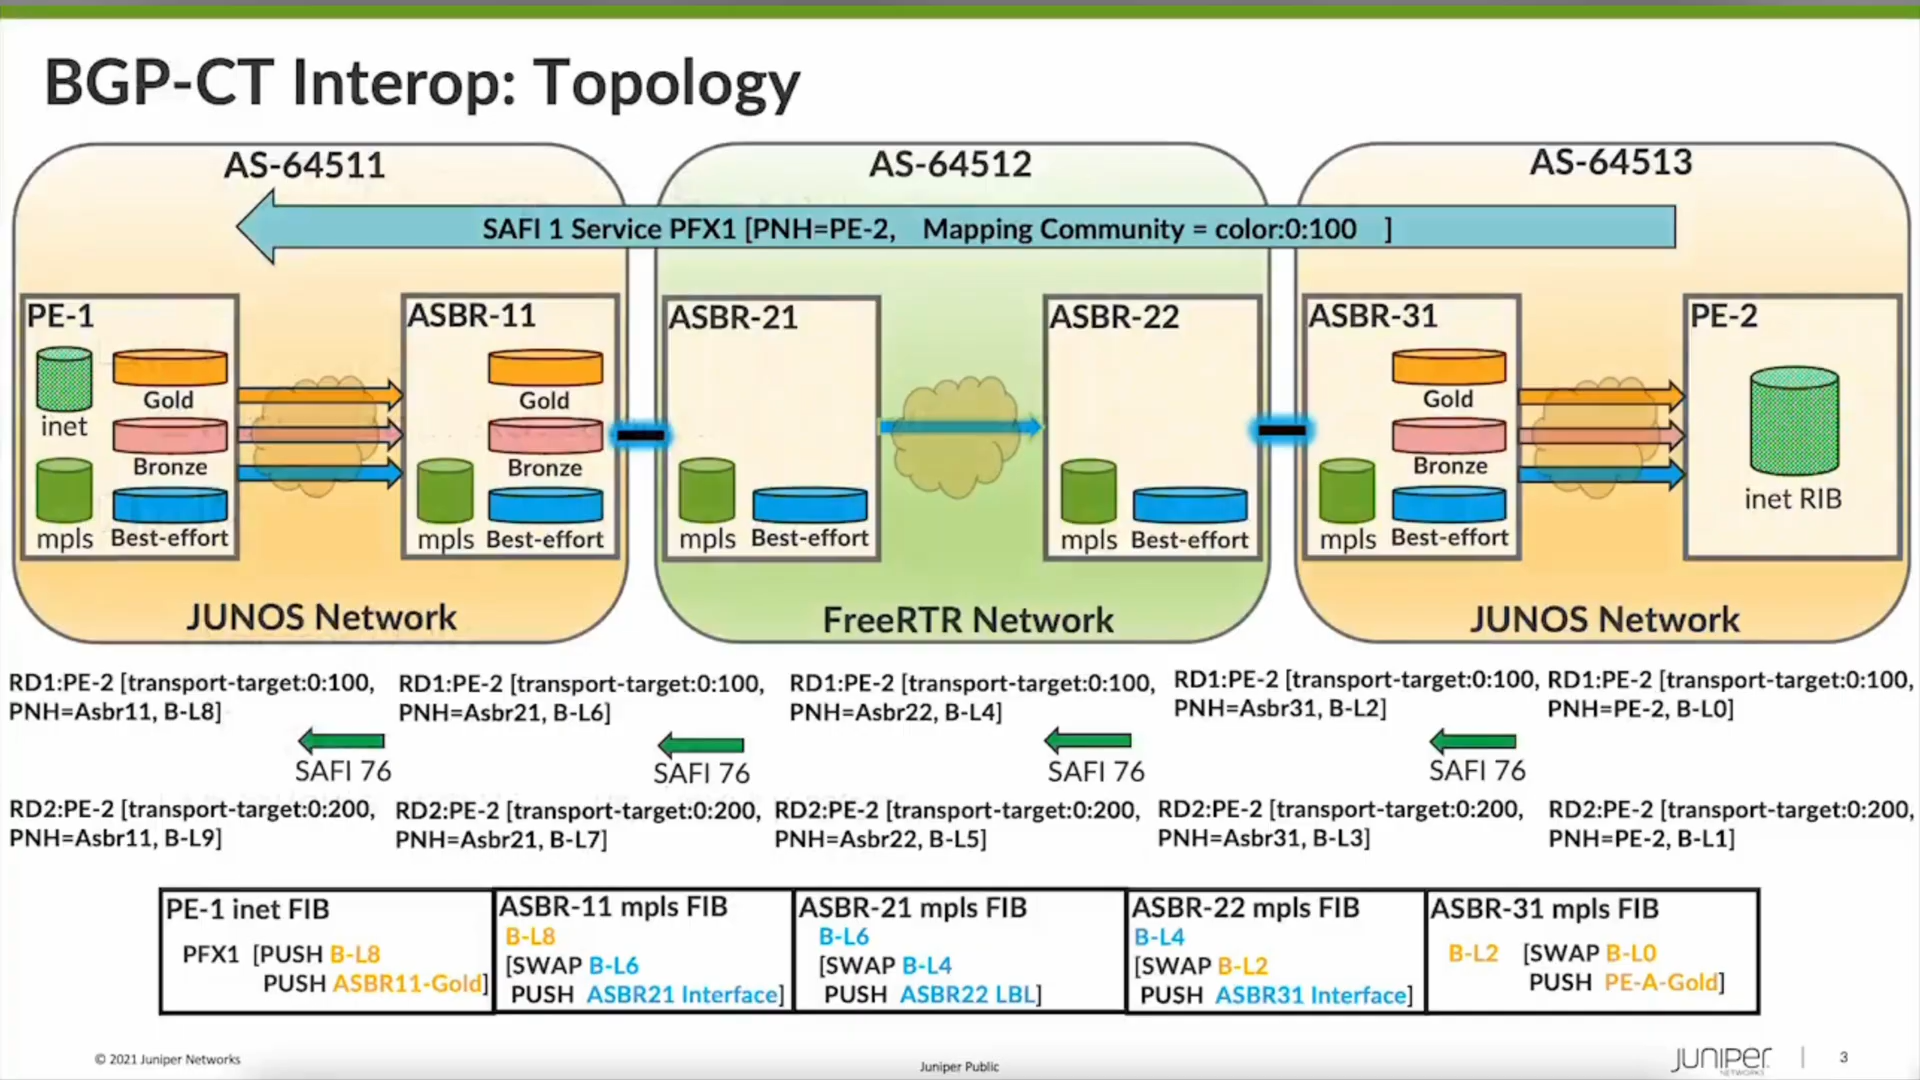 BGP-CT Interop: Topology
AS-64511
AS-64512
AS-64513
SAFI 1 Service PFX1 [PNH=PE-2, Mapping Community = color:0:100 ]
PE-1
inet
Gold
Bronze
mpls
Best-effort
ASBR-11
Gold
Bronze
mpls
Best-effort
ASBR-21
mpls
Best-effort
ASBR-22
mpls
Best-effort
ASBR-31
Gold
Bronze
mpls
Best-effort
PE-2
inet RIB
JUNOS Network
FreeRTR Network
JUNOS Network
RD1:PE-2 [transport-target:0:100,
PNH=Asbr11, B-L8]
RD1:PE-2 [transport-target:0:100,
PNH=Asbr21, B-L6]
RD1:PE-2 [transport-target:0:100,
PNH=Asbr22, B-L4]
RD1:PE-2 [transport-target:0:100,
PNH=Asbr31, B-L2]
RD1:PE-2 [transport-target:0:100,
PNH=PE-2, B-L0]
SAFI 76
SAFI 76
SAFI 76
SAFI 76
RD2:PE-2 [transport-target:0:200,
PNH=Asbr11, B-L9]
RD2:PE-2 [transport-target:0:200,
PNH=Asbr21, B-L7]
RD2:PE-2 [transport-target:0:200,
PNH=Asbr22, B-L5]
RD2:PE-2 [transport-target:0:200,
PNH=Asbr31, B-L3]
RD2:PE-2 [transport-target:0:200,
PNH=PE-2, B-L1]
PE-1 inet FIB
PFX1 [PUSH B-L8
PUSH ASBR11-Gold]
ASBR-11 mpls FIB
B-L8
[SWAP B-L6
PUSH ASBR21 Interface]
ASBR-21 mpls FIB
B-L6
[SWAP B-L4
PUSH ASBR22 LBL]
ASBR-22 mpls FIB
B-L4
[SWAP B-L2
PUSH ASBR31 Interface]
ASBR-31 mpls FIB
B-L2 [SWAP B-L0
PUSH PE-A-Gold]
© 2021 Juniper Networks
Juniper Public
JUNIPER
NETWORKS
3